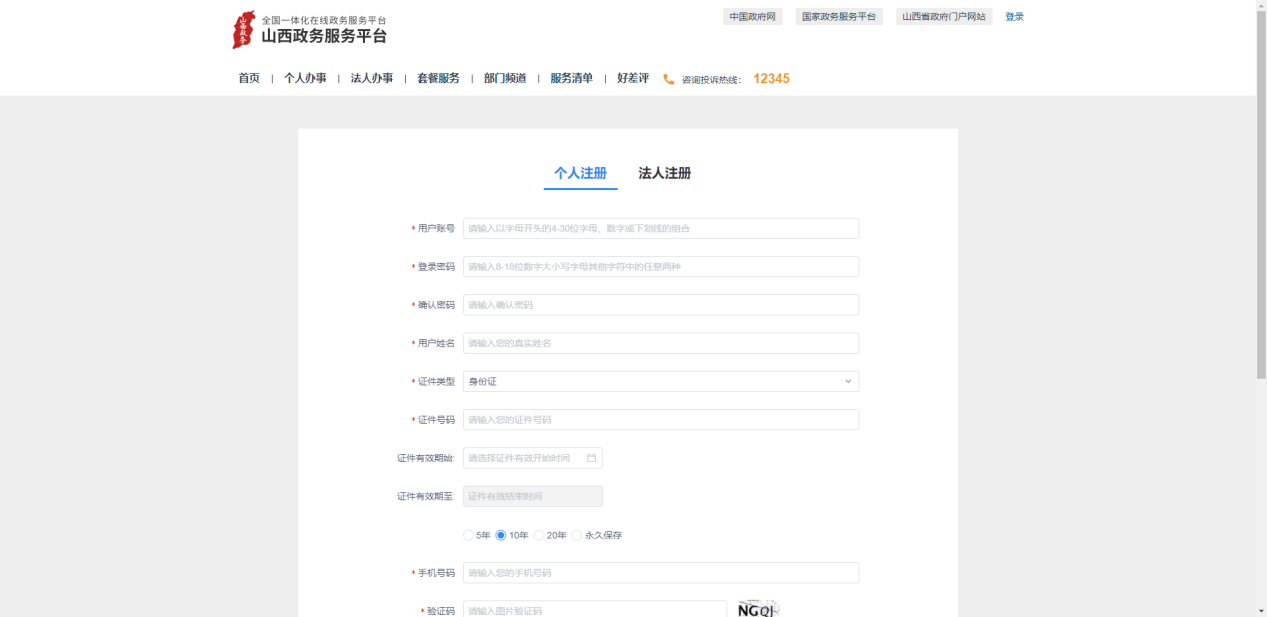 全国一体化在线政务服务平台
山西政务服务平台
山西政务
中国政府网 国家政务服务平台 山西省政府门户网站 登录
首页 | 个人办事 | 法人办事 | 套餐服务 | 部门频道 | 服务清单 | 好差评 咨询投诉热线: 12345
个人注册 法人注册
* 用户账号 请输入以字母开头的4-30位字母、数字或下划线的组合
* 登录密码 请输入8-18位数字大小写字母其他字符中的任意两种
* 确认密码 请输入确认密码
* 用户姓名 请输入您的真实姓名
* 证件类型 身份证
* 证件号码 请输入您的证件号码
证件有效期始: 请选择证件有效开始时间
证件有效期至: 证件有效结束时间
5年 10年 20年 永久保存
* 手机号码 请输入您的手机号码
* 验证码 请输入图片验证码